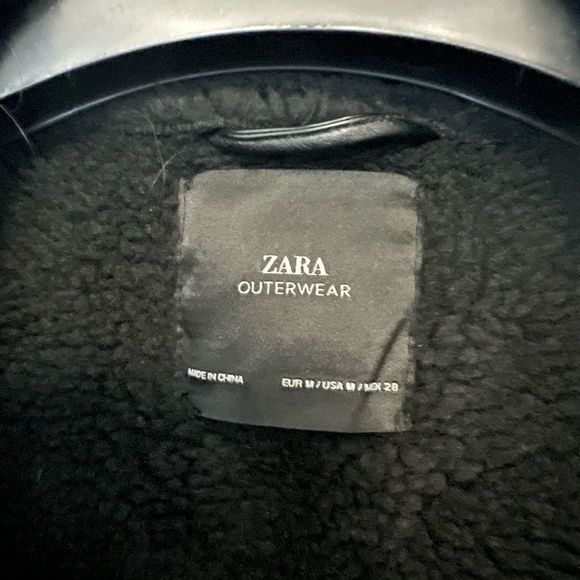 ZARA
OUTERWEAR
MADE IN CHINA EUR M / USA M / MEX 28